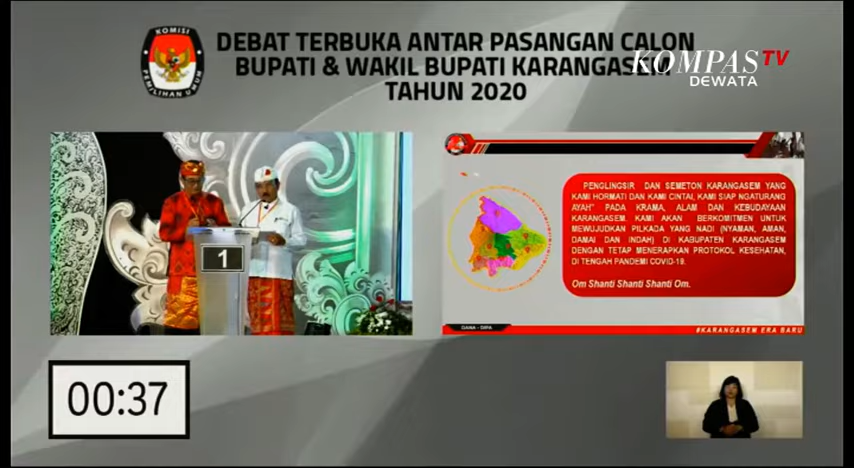 KOMISI
PEMILIHAN UMUM
DEBAT TERBUKA ANTAR PASANGAN CALON
BUPATI & WAKIL BUPATI KARANGASEM
TAHUN 2020
KOMPASTV
DEWATA
1
PENGLINGSIR DAN SEMETON KARANGASEM YANG
KAMI HORMATI DAN KAMI CINTAI, KAMI SIAP NGATURANG
AYAH" PADA KRAMA, ALAM DAN KEBUDAYAAN
KARANGASEM. KAMI AKAN BERKOMITMEN UNTUK
MEWUJUDKAN PILKADA YANG NADI (NYAMAN, AMAN,
DAMAI DAN INDAH) DI KABUPATEN KARANGASEM
DENGAN TETAP MENERAPKAN PROTOKOL KESEHATAN,
DI TENGAH PANDEMI COVID-19.
Om Shanti Shanti Shanti Om.
DANA - DIPA
#KARANGASEM ERA BARU
00:37